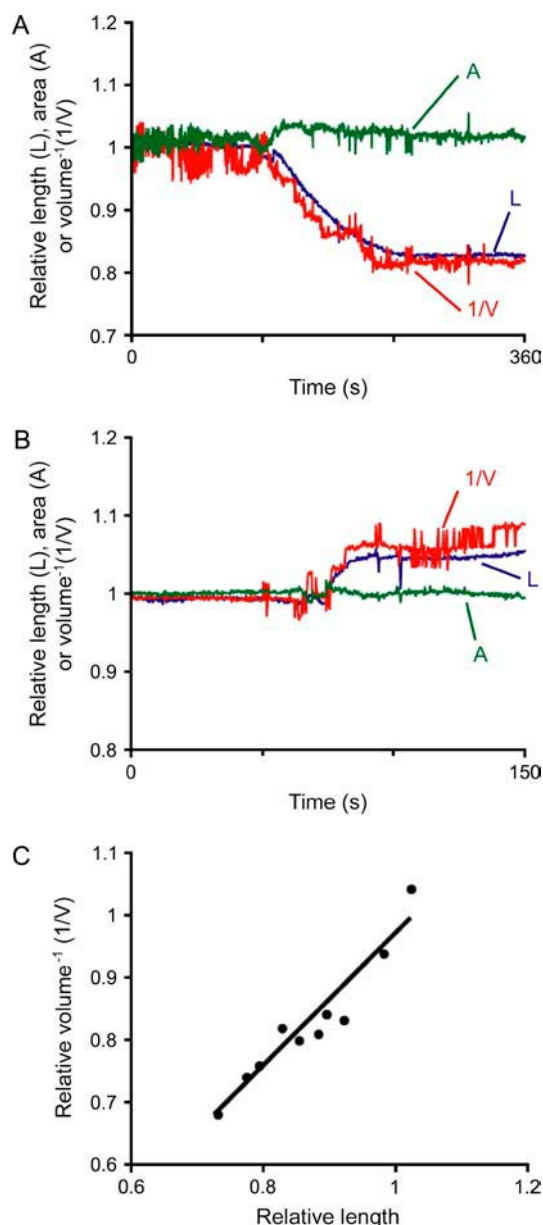 A
Relative length (L), area (A)
or volume⁻¹(1/V)
1.2
1.1
1
0.9
0.8
0.7
A
L
1/V
0
360
Time (s)
B
Relative length (L), area (A)
or volume⁻¹(1/V)
1.2
1.1
1
0.9
0.8
1/V
L
A
0
150
Time (s)
C
Relative volume⁻¹ (1/V)
1.1
1
0.9
0.8
0.7
0.6
0.6
0.8
1
1.2
Relative length